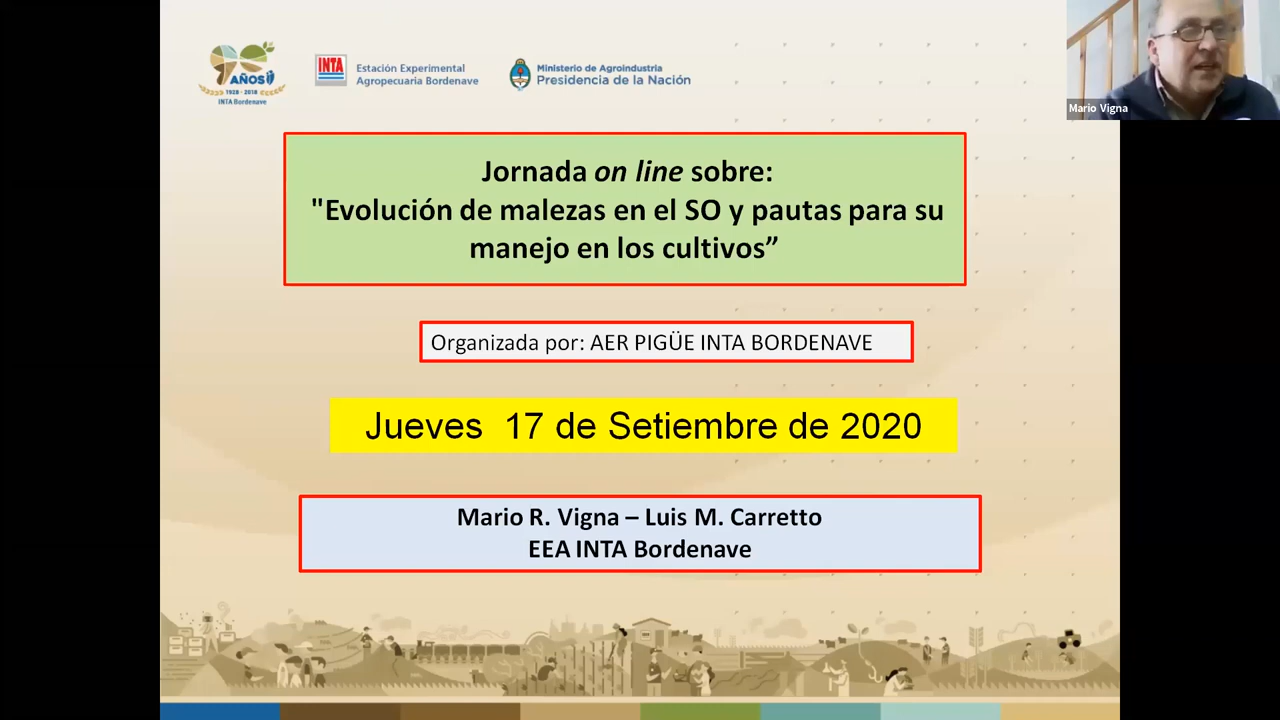 AÑOS
1928 - 2018
INTA Bordenave
INTA
Estación Experimental
Agropecuaria Bordenave
Ministerio de Agroindustria
Presidencia de la Nación
Mario Vigna
Jornada on line sobre:
"Evolución de malezas en el SO y pautas para su
manejo en los cultivos”
Organizada por: AER PIGÜE INTA BORDENAVE
Jueves 17 de Setiembre de 2020
Mario R. Vigna – Luis M. Carretto
EEA INTA Bordenave